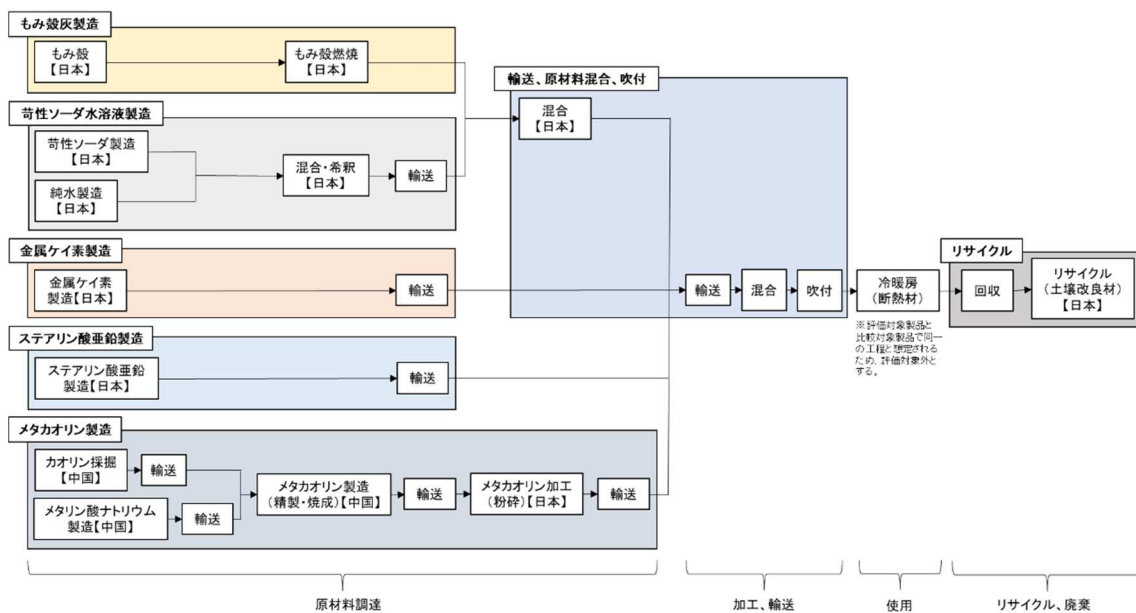 もみ殻灰製造
もみ殻
【日本】
もみ殻燃焼
【日本】
苛性ソーダ水溶液製造
苛性ソーダ製造
【日本】
純水製造
【日本】
混合・希釈
【日本】
輸送
輸送、原材料混合、吹付
混合
【日本】
金属ケイ素製造
金属ケイ素
製造【日本】
輸送
輸送
混合
吹付
冷暖房
(断熱材)
※評価対象製品と
比較対象製品で同一
の工程と想定される
ため、評価対象外と
する。
リサイクル
回収
リサイクル
(土壌改良材)
【日本】
ステアリン酸亜鉛製造
ステアリン酸亜鉛
製造【日本】
輸送
メタカオリン製造
カオリン採掘
【中国】
輸送
メタリン酸ナトリウム
製造【中国】
輸送
メタカオリン製造
(精製・焼成)【中国】
輸送
メタカオリン加工
(粉砕)【日本】
輸送
原材料調達
加工、輸送
使用
リサイクル、廃棄